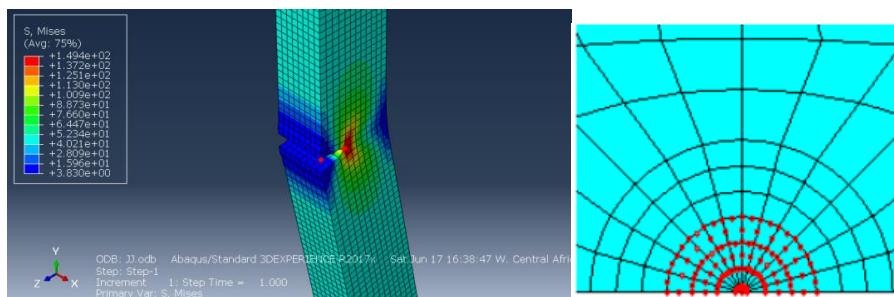 S, Mises
(Avg: 75%)
+1.494e+02
+1.372e+02
+1.251e+02
+1.130e+02
+1.009e+02
+8.873e+01
+7.660e+01
+6.447e+01
+5.234e+01
+4.021e+01
+2.809e+01
+1.596e+01
+3.830e+00
Y
Z
X
ODB: JJ.odb Abaqus/Standard 3DEXPERIENCE R2017x Sat Jun 17 16:38:47 W. Central Afri
Step: Step-1
Increment 1: Step Time = 1.000
Primary Var: S, Mises